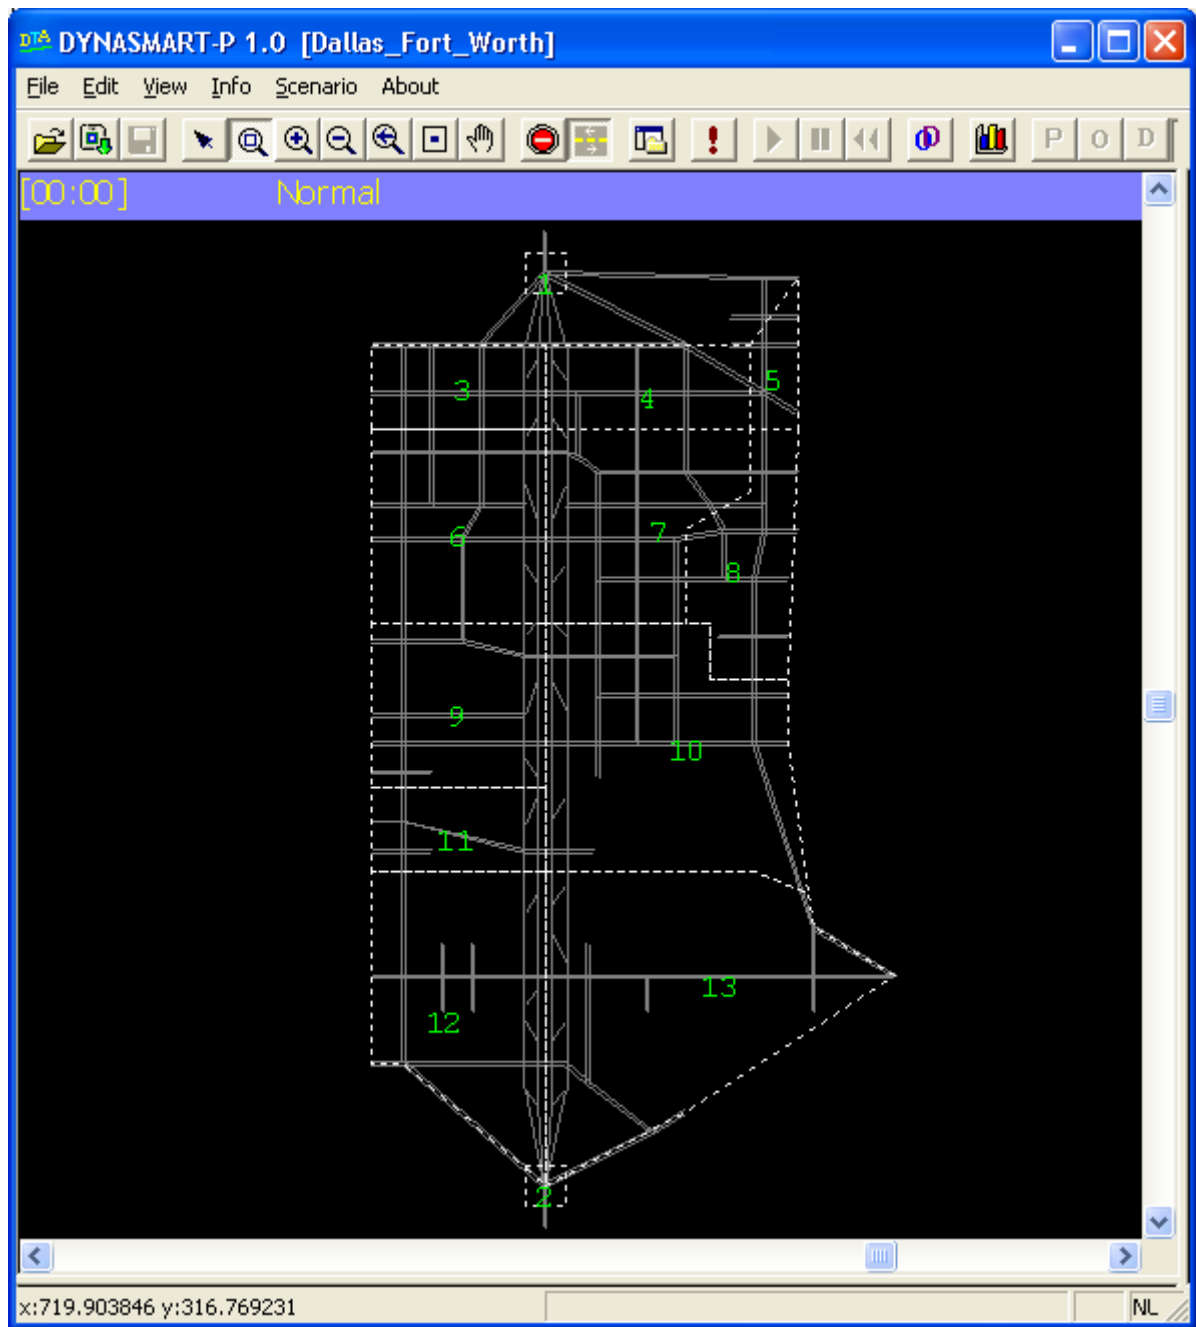 DTA DYNASMART-P 1.0 [Dallas_Fort_Worth]
File Edit View Info Scenario About
P O D
[00:00] Normal
1
3 4 5
6 7 8
9 10
11
12 13
2
x:719.903846 y:316.769231 NL